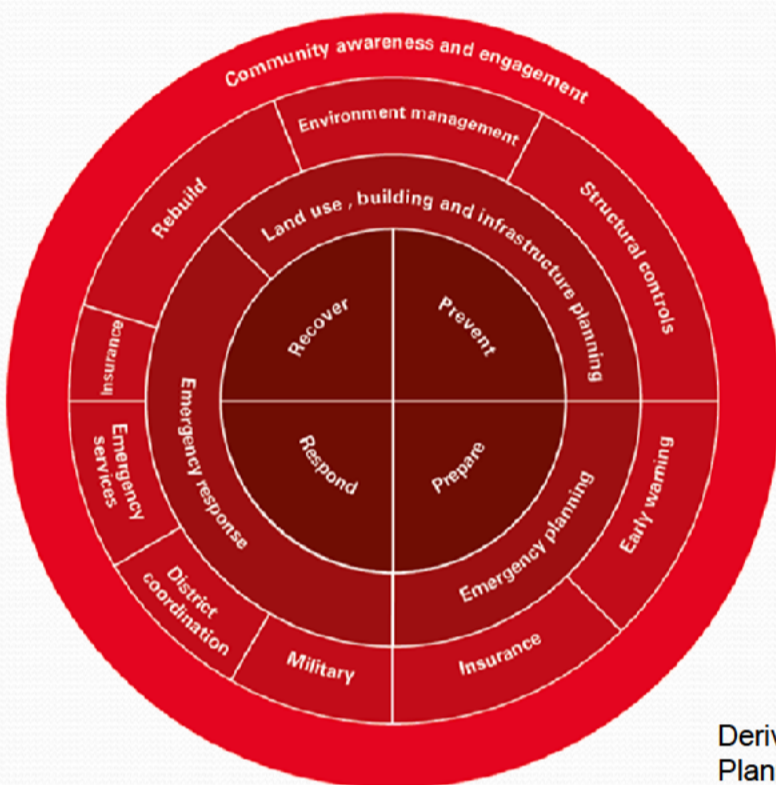 Community awareness and engagement
Environment management
Structural controls
Rebuild
Land use , building and infrastructure planning
Recover
Prevent
Insurance
Emergency response
Respond
Prepare
Emergency
services
Emergency planning
Early warning
District
coordination
Military
Insurance
Deriv
Plan